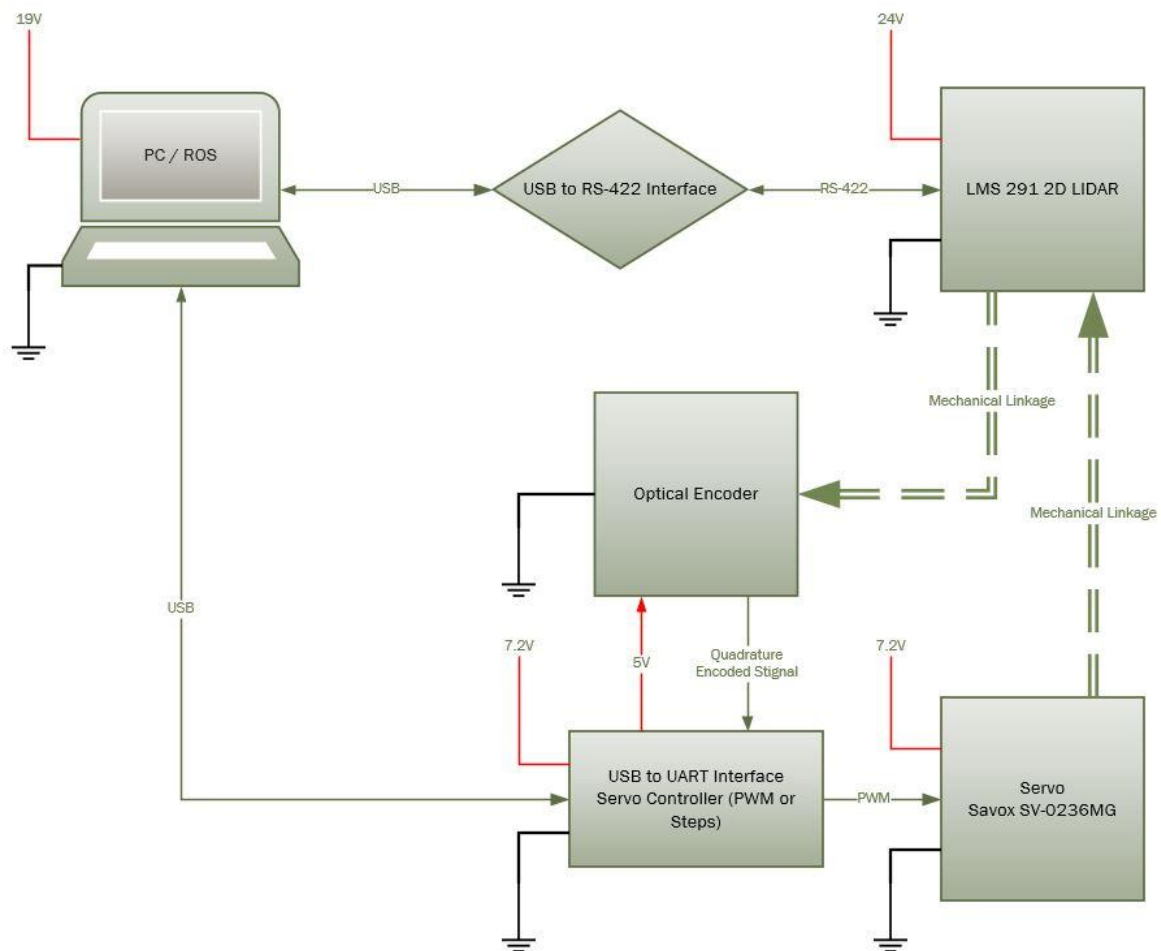 19V
24V
PC / ROS
USB
USB to RS-422 Interface
RS-422
LMS 291 2D LIDAR
Mechanical Linkage
Optical Encoder
Mechanical Linkage
USB
7.2V
5V
Quadrature
Encoded Stignal
7.2V
USB to UART Interface
Servo Controller (PWM or
Steps)
PWM
Servo
Savox SV-0236MG